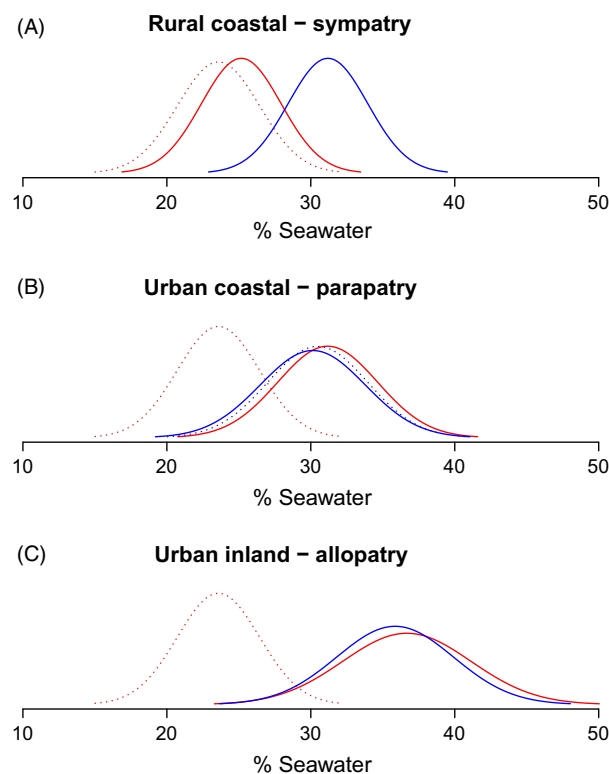 (A)
Rural coastal − sympatry
10 20 30 40 50
% Seawater
(B)
Urban coastal − parapatry
10 20 30 40 50
% Seawater
(C)
Urban inland − allopatry
10 20 30 40 50
% Seawater